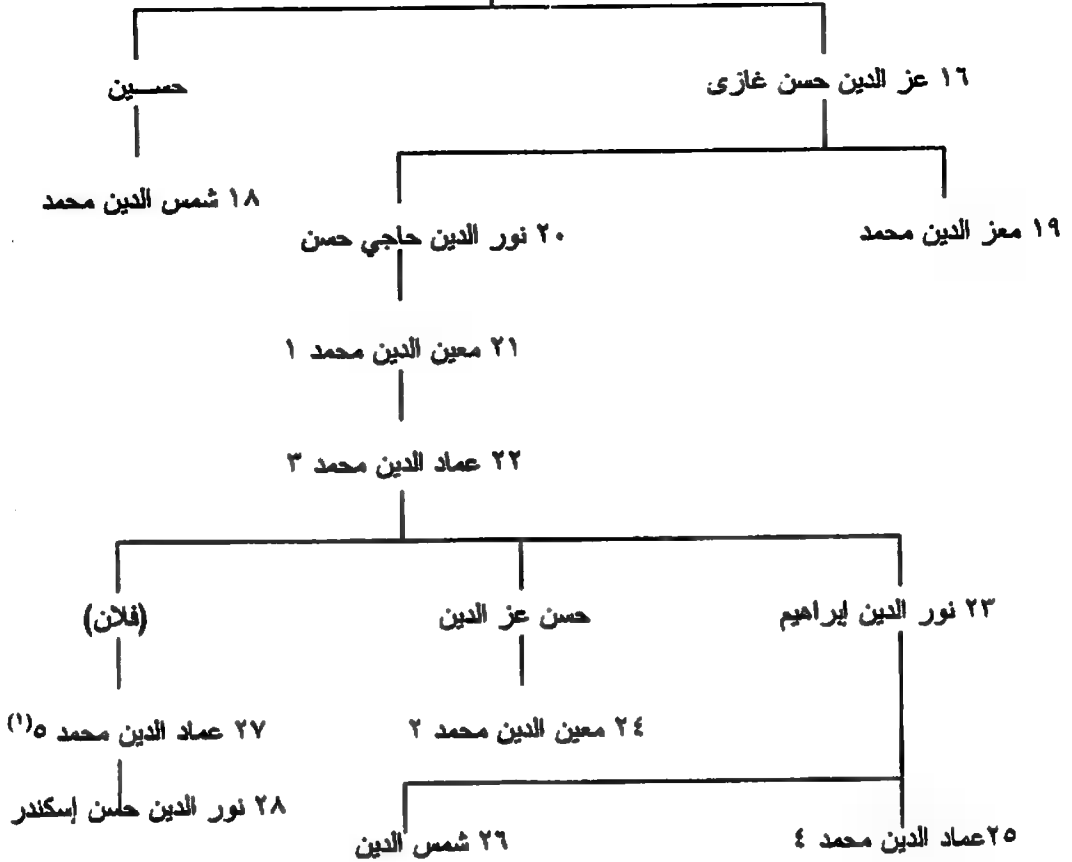 ١٦ عز الدين حسن غازى
حســين
١٨ شمس الدين محمد
١٩ معز الدين محمد
٢٠ نور الدين حاجي حسن
٢١ معين الدين محمد ١
٢٢ عماد الدين محمد ٣
٢٣ نور الدين إبراهيم
حسن عز الدين
(فلان)
٢٤ معين الدين محمد ٢
٢٧ عماد الدين محمد ٥(١)
٢٨ نور الدين حسن إسكندر
٢٥عماد الدين محمد ٤
٢٦ شمس الدين